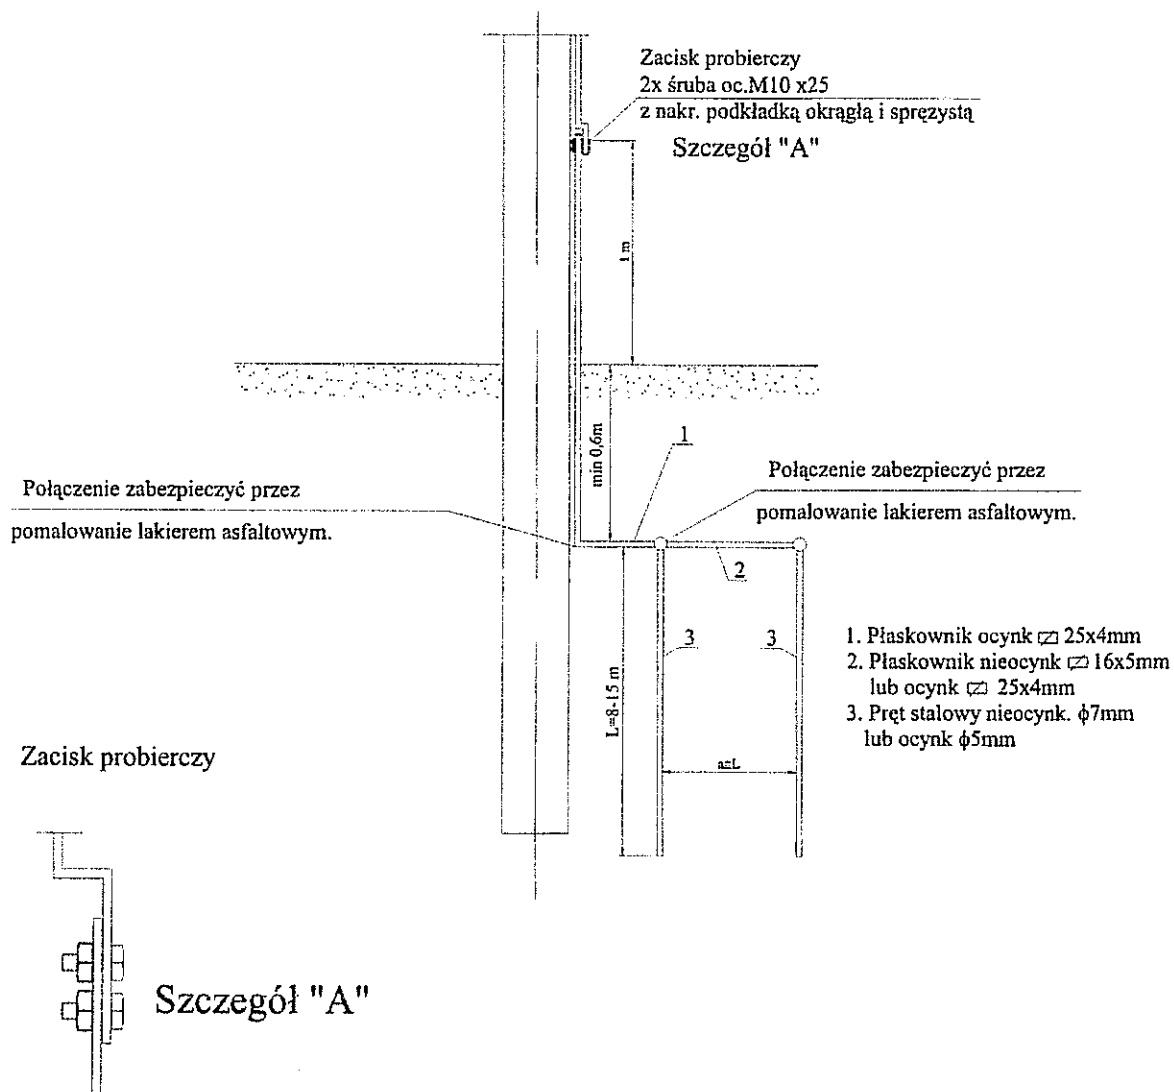 Zacisk probierczy
2x śruba oc.M10 x25
z nakr. podkładką okrągłą i sprężystą
Szczegół "A"
1 m
min 0,6m
1
Połączenie zabezpieczyć przez
pomalowanie lakierem asfaltowym.
Połączenie zabezpieczyć przez
pomalowanie lakierem asfaltowym.
2
3
3
L=8-15 m
a≥L
1. Płaskownik ocynk 25x4mm
2. Płaskownik nieocynk 16x5mm
lub ocynk 25x4mm
3. Pręt stalowy nieocynk. ϕ7mm
lub ocynk ϕ5mm
Zacisk probierczy
Szczegół "A"